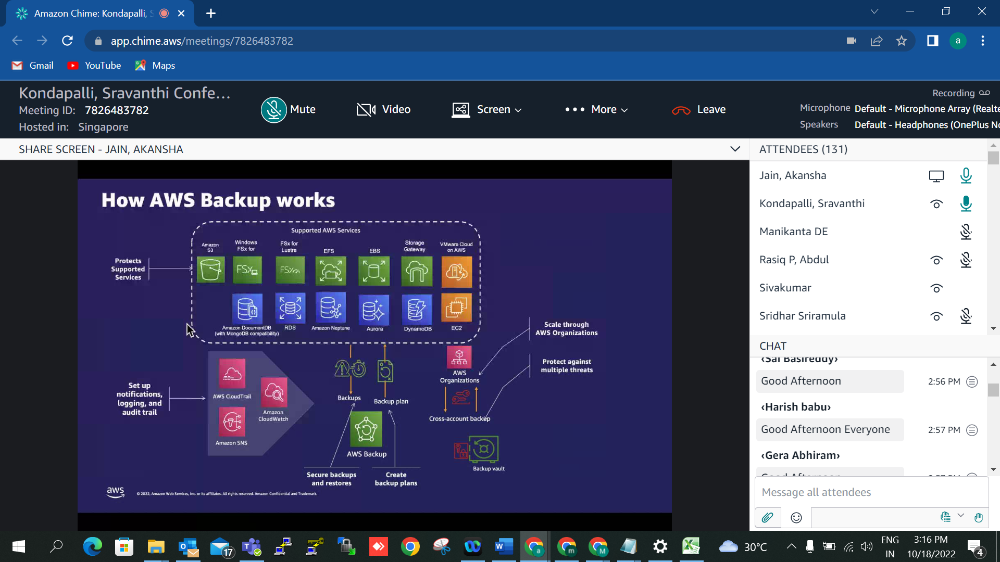 Amazon Chime: Kondapalli,
app.chime.aws/meetings/7826483782
a
Gmail
YouTube
Maps
Kondapalli, Sravanthi Confe...
Meeting ID: 7826483782
Hosted in: Singapore
Mute
Video
Screen
More
Leave
Recording
Microphone Default - Microphone Array (Realte
Speakers Default - Headphones (OnePlus No
SHARE SCREEN - JAIN, AKANSHA
How AWS Backup works
Supported AWS Services
Amazon
S3
Windows
FSx for
FSx for
Lustre
EFS
EBS
Storage
Gateway
VMware Cloud
on AWS
Protects
Supported
Services
FSx
FSx
Amazon DocumentDB
(with MongoDB compatibility)
RDS
Amazon Neptune
Aurora
DynamoDB
EC2
Scale through
AWS Organizations
Protect against
multiple threats
AWS
Organizations
Set up
notifications,
logging, and
audit trail
AWS CloudTrail
Amazon
CloudWatch
Amazon SNS
Backups
Backup plan
Cross-account backup
AWS Backup
Backup vault
Secure backups
and restores
Create
backup plans
aws
© 2022, Amazon Web Services, Inc. or its affiliates. All rights reserved. Amazon Confidential and Trademark.
ATTENDEES (131)
Jain, Akansha
Kondapalli, Sravanthi
Manikanta DE
Rasiq P, Abdul
Sivakumar
Sridhar Sriramula
CHAT
‹Sai Basireddy›
Good Afternoon 2:56 PM
‹Harish babu›
Good Afternoon Everyone 2:57 PM
‹Gera Abhiram›
Good Afternoon 2:57 PM
Message all attendees
17
W
a
m
M
30°C
ENG
IN
3:16 PM
10/18/2022
4